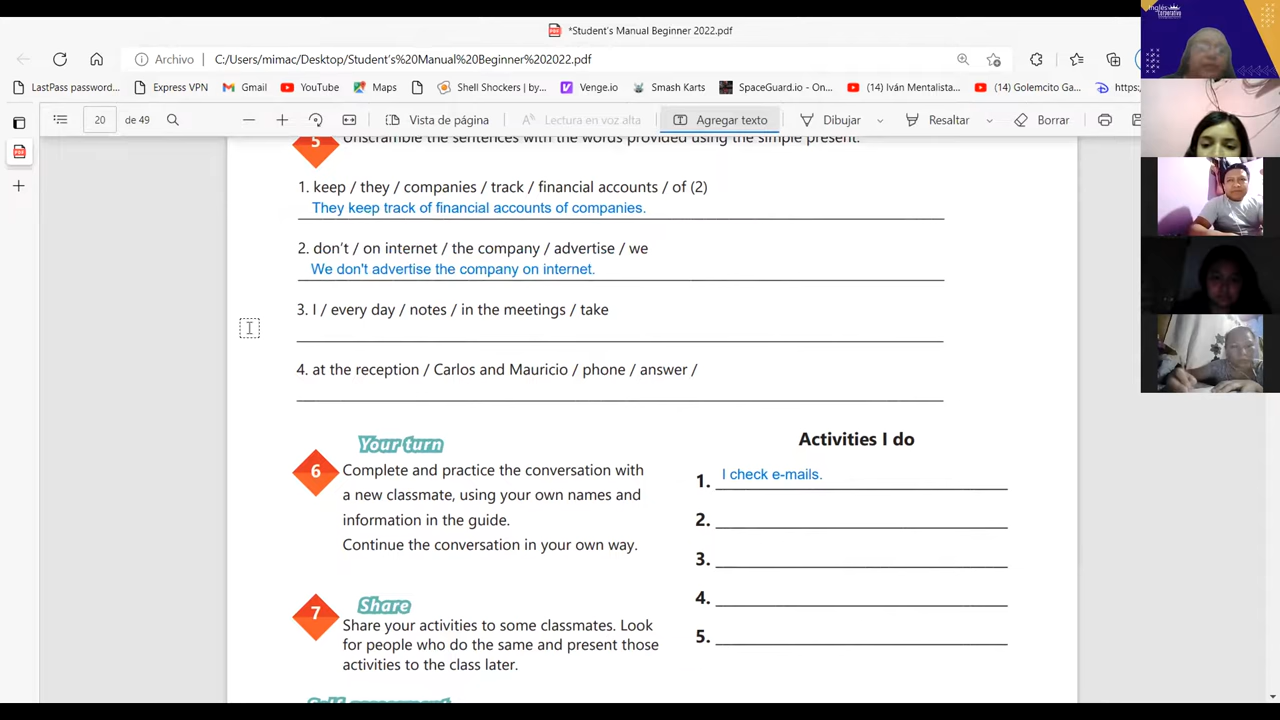 *Student's Manual Beginner 2022.pdf
Archivo C:/Users/mimac/Desktop/Student's%20Manual%20Beginner%202022.pdf
LastPass password... Express VPN Gmail YouTube Maps Shell Shockers | by... Venge.io Smash Karts SpaceGuard.io - On... (14) Iván Mentalista... (14) Golemcito Ga... https:
20 de 49 Vista de página Lectura en voz alta Agregar texto Dibujar Resaltar Borrar
5 Unscramble the sentences with the words provided using the simple present.
1. keep / they / companies / track / financial accounts / of (2)
They keep track of financial accounts of companies.
2. don't / on internet / the company / advertise / we
We don't advertise the company on internet.
3. I / every day / notes / in the meetings / take
4. at the reception / Carlos and Mauricio / phone / answer /
Your turn
6 Complete and practice the conversation with
a new classmate, using your own names and
information in the guide.
Continue the conversation in your own way.
7 Share
Share your activities to some classmates. Look
for people who do the same and present those
activities to the class later.
Self-assessment
Activities I do
1. I check e-mails.
2.
3.
4.
5.
Inglés
Corporativo